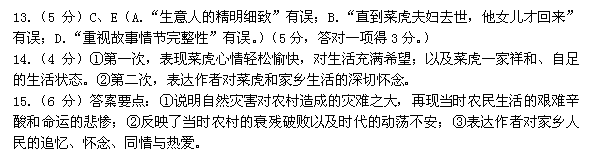 13.（5 分）C、E（A.“生意人的精明细致”有误；B.“直到菜虎夫妇去世，他女儿才回来”
有误；D.“重视故事情节完整性”有误。）（5分，答对一项得3分。）
14.（4 分）①第一次，表现菜虎心情轻松愉快，对生活充满希望；以及菜虎一家祥和、自足
的生活状态。②第二次，表达作者对菜虎和家乡生活的深切怀念。
15.（6 分）答案要点：①说明自然灾害对农村造成的灾难之大，再现当时农民生活的艰难辛
酸和命运的悲惨；②反映了当时农村的衰残破败以及时代的动荡不安；③表达作者对家乡人
民的追忆、怀念、同情与热爱。